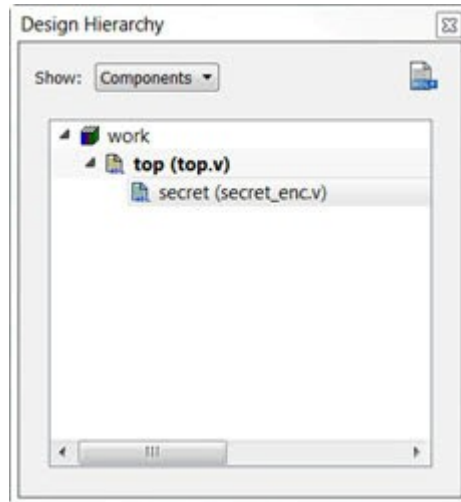 Design Hierarchy
Show: Components
work
top (top.v)
secret (secret_enc.v)